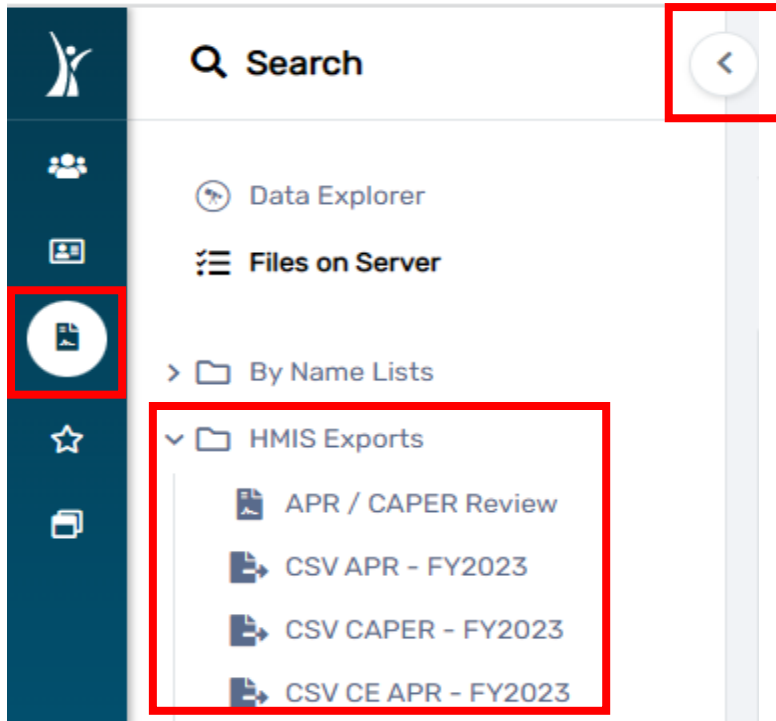 Search
Data Explorer
Files on Server
By Name Lists
HMIS Exports
APR / CAPER Review
CSV APR - FY2023
CSV CAPER - FY2023
CSV CE APR - FY2023